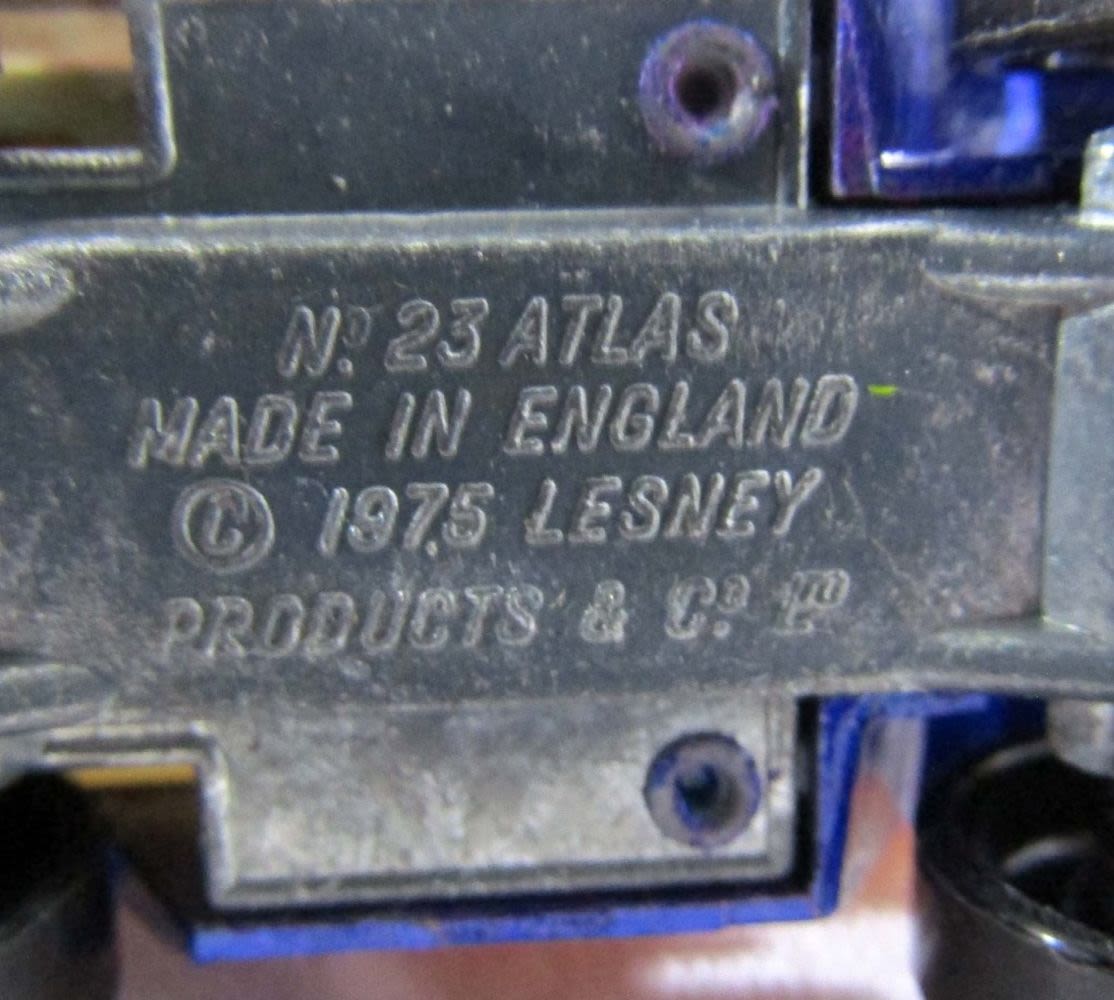 Nº. 23 ATLAS
MADE IN ENGLAND
© 1975 LESNEY
PRODUCTS & Cº. Lᵀᴰ